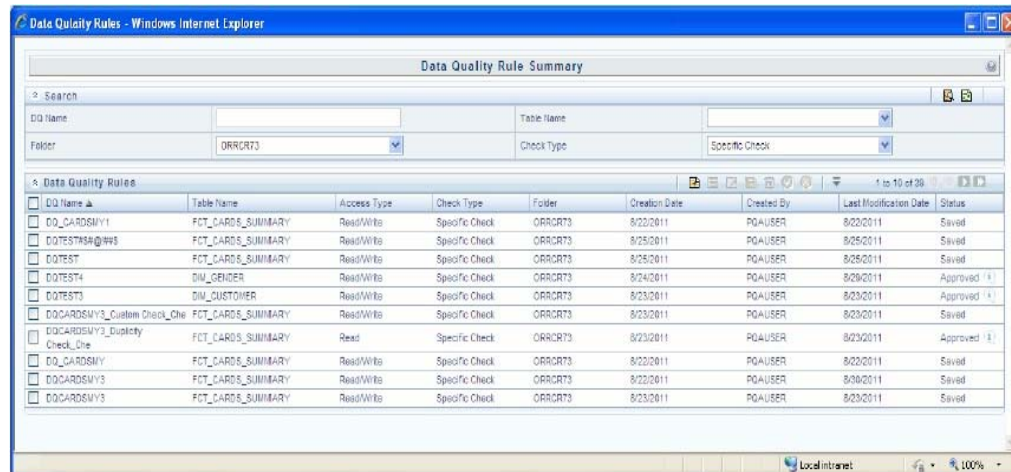 Data Qulaity Rules - Windows Internet Explorer
Data Quality Rule Summary
Search
DQ Name Table Name
Folder ORRCR73 Check Type Specific Check
Data Quality Rules 1 to 10 of 39
DQ Name Table Name Access Type Check Type Folder Creation Date Created By Last Modification Date Status
DQ_CARDSMY1 FCT_CARDS_SUMMARY Read/Write Specific Check ORRCR73 8/22/2011 PQAUSER 8/22/2011 Saved
FCT_CARDS_SUMMARY Read/Write Specific Check ORRCR73 8/25/2011 PQAUSER 8/25/2011 Saved
DQTEST FCT_CARDS_SUMMARY Read/Write Specific Check ORRCR73 8/25/2011 PQAUSER 8/25/2011 Saved
DQTEST4 DIM_GENDER Read/Write Specific Check ORRCR73 8/24/2011 PQAUSER 8/29/2011 Approved
DQTEST3 DIM_CUSTOMER Read/Write Specific Check ORRCR73 8/23/2011 PQAUSER 8/23/2011 Approved
DQCARDSMY3_Custom Check_Che FCT_CARDS_SUMMARY Read/Write Specific Check ORRCR73 8/23/2011 PQAUSER 8/23/2011 Saved
DQCARDSMY3_Duplicity
Check_Che FCT_CARDS_SUMMARY Read Specific Check ORRCR73 8/23/2011 PQAUSER 8/23/2011 Approved
DQ_CARDSMY FCT_CARDS_SUMMARY Read/Write Specific Check ORRCR73 8/22/2011 PQAUSER 8/22/2011 Saved
DQCARDSMY3 FCT_CARDS_SUMMARY Read/Write Specific Check ORRCR73 8/22/2011 PQAUSER 8/30/2011 Saved
DQCARDSMY3 FCT_CARDS_SUMMARY Read/Write Specific Check ORRCR73 8/23/2011 PQAUSER 8/23/2011 Saved
Local intranet 100%